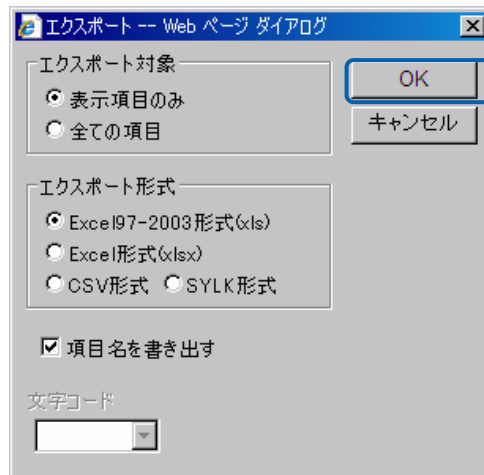 エクスポート -- Web ページ ダイアログ
エクスポート対象
表示項目のみ
全ての項目
OK
キャンセル
エクスポート形式
Excel97-2003形式(xls)
Excel形式(xlsx)
CSV形式 SYLK形式
項目名を書き出す
文字コード